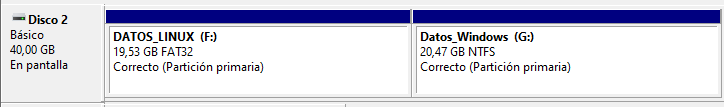 Disco 2
Básico
40,00 GB
En pantalla
DATOS_LINUX (F:)
19,53 GB FAT32
Correcto (Partición primaria)
Datos_Windows (G:)
20,47 GB NTFS
Correcto (Partición primaria)